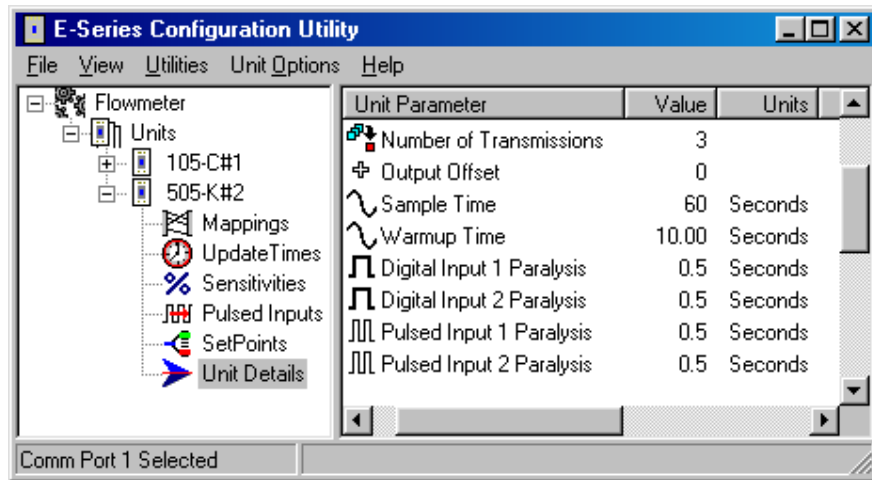 E-Series Configuration Utility
File View Utilities Unit Options Help
Flowmeter
Units
105-C#1
505-K#2
Mappings
UpdateTimes
Sensitivities
Pulsed Inputs
SetPoints
Unit Details
Unit Parameter Value Units
Number of Transmissions 3
Output Offset 0
Sample Time 60 Seconds
Warmup Time 10.00 Seconds
Digital Input 1 Paralysis 0.5 Seconds
Digital Input 2 Paralysis 0.5 Seconds
Pulsed Input 1 Paralysis 0.5 Seconds
Pulsed Input 2 Paralysis 0.5 Seconds
Comm Port 1 Selected